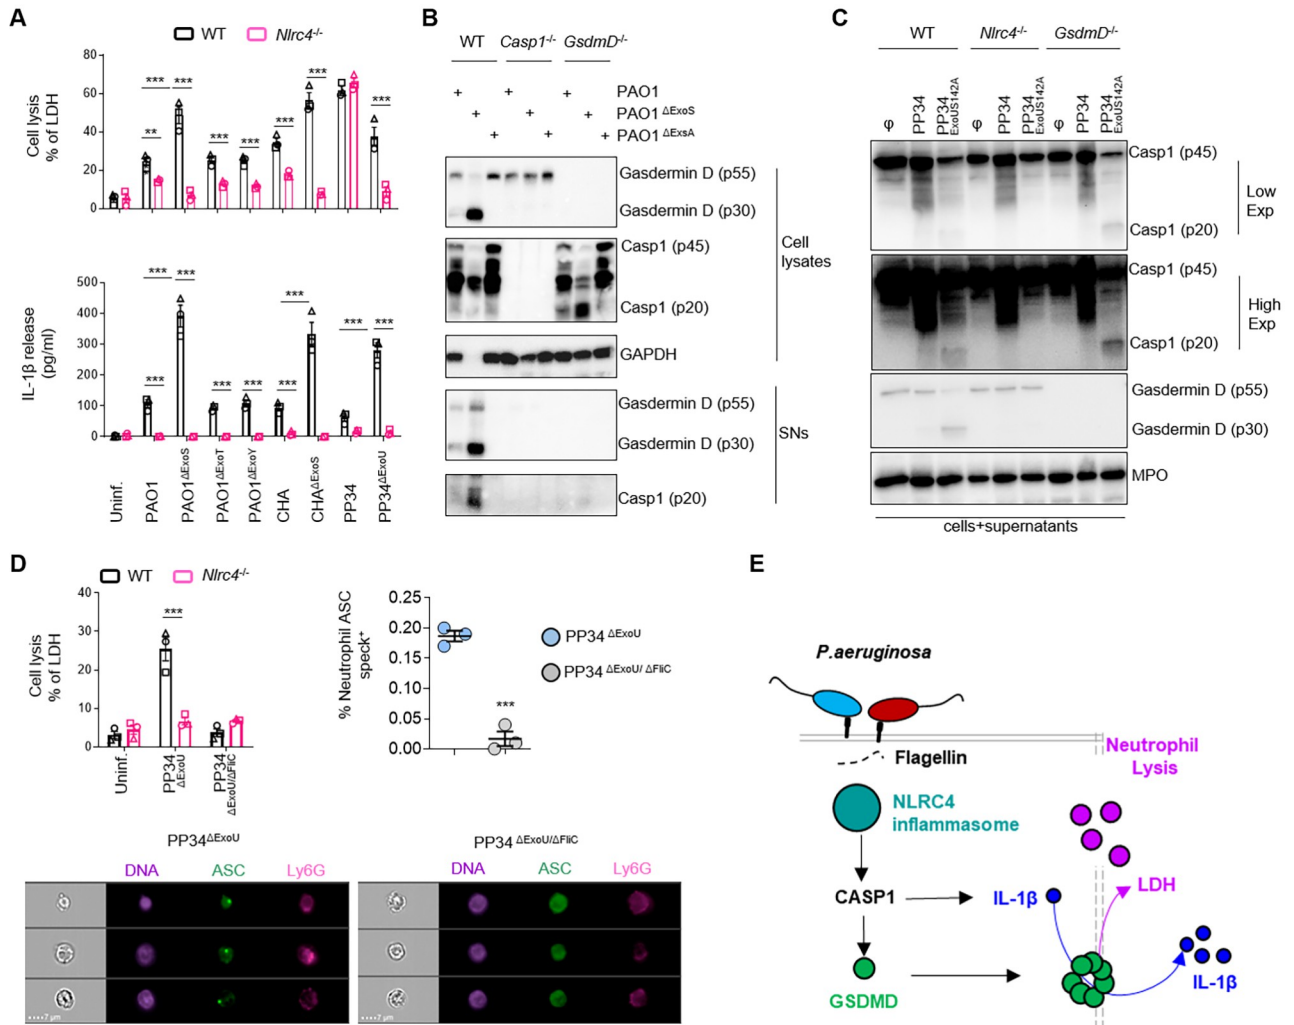 A
WT
Nlrc4-/-
Cell lysis
% of LDH
80
60
40
20
0
***
***
**
***
***
***
***
***
IL-1β release
(pg/ml)
500
400
300
200
100
0
***
***
***
***
***
***
***
***
***
Uninf.
PAO1
PAO1ΔExoS
PAO1ΔExoT
PAO1ΔExoY
CHA
CHAΔExoS
PP34
PP34ΔExoU
B
WT
Casp1-/-
GsdmD-/-
+ + + PAO1
+ + + PAO1 ΔExoS
+ + + PAO1 ΔExsA
Gasdermin D (p55)
Gasdermin D (p30)
Casp1 (p45)
Casp1 (p20)
GAPDH
Cell
lysates
Gasdermin D (p55)
Gasdermin D (p30)
Casp1 (p20)
SNs
C
WT
Nlrc4-/-
GsdmD-/-
φ
PP34
PP34 ExoUS142A
φ
PP34
PP34 ExoUS142A
φ
PP34
PP34 ExoUS142A
Casp1 (p45)
Casp1 (p20)
Low
Exp
Casp1 (p45)
Casp1 (p20)
High
Exp
Gasdermin D (p55)
Gasdermin D (p30)
MPO
cells+supernatants
D
WT
Nlrc4-/-
Cell lysis
% of LDH
40
30
20
10
0
***
Uninf.
PP34
ΔExoU
PP34
ΔExoU/ΔFliC
% Neutrophil ASC
speck+
0.25
0.20
0.15
0.10
0.05
0.00
***
PP34 ΔExoU
PP34 ΔExoU/ ΔFliC
PP34ΔExoU
DNA
ASC
Ly6G
7 µm
PP34 ΔExoU/ΔFliC
DNA
ASC
Ly6G
7 µm
E
P.aeruginosa
Flagellin
Neutrophil
Lysis
NLRC4
inflammasome
CASP1
IL-1β
LDH
GSDMD
IL-1β